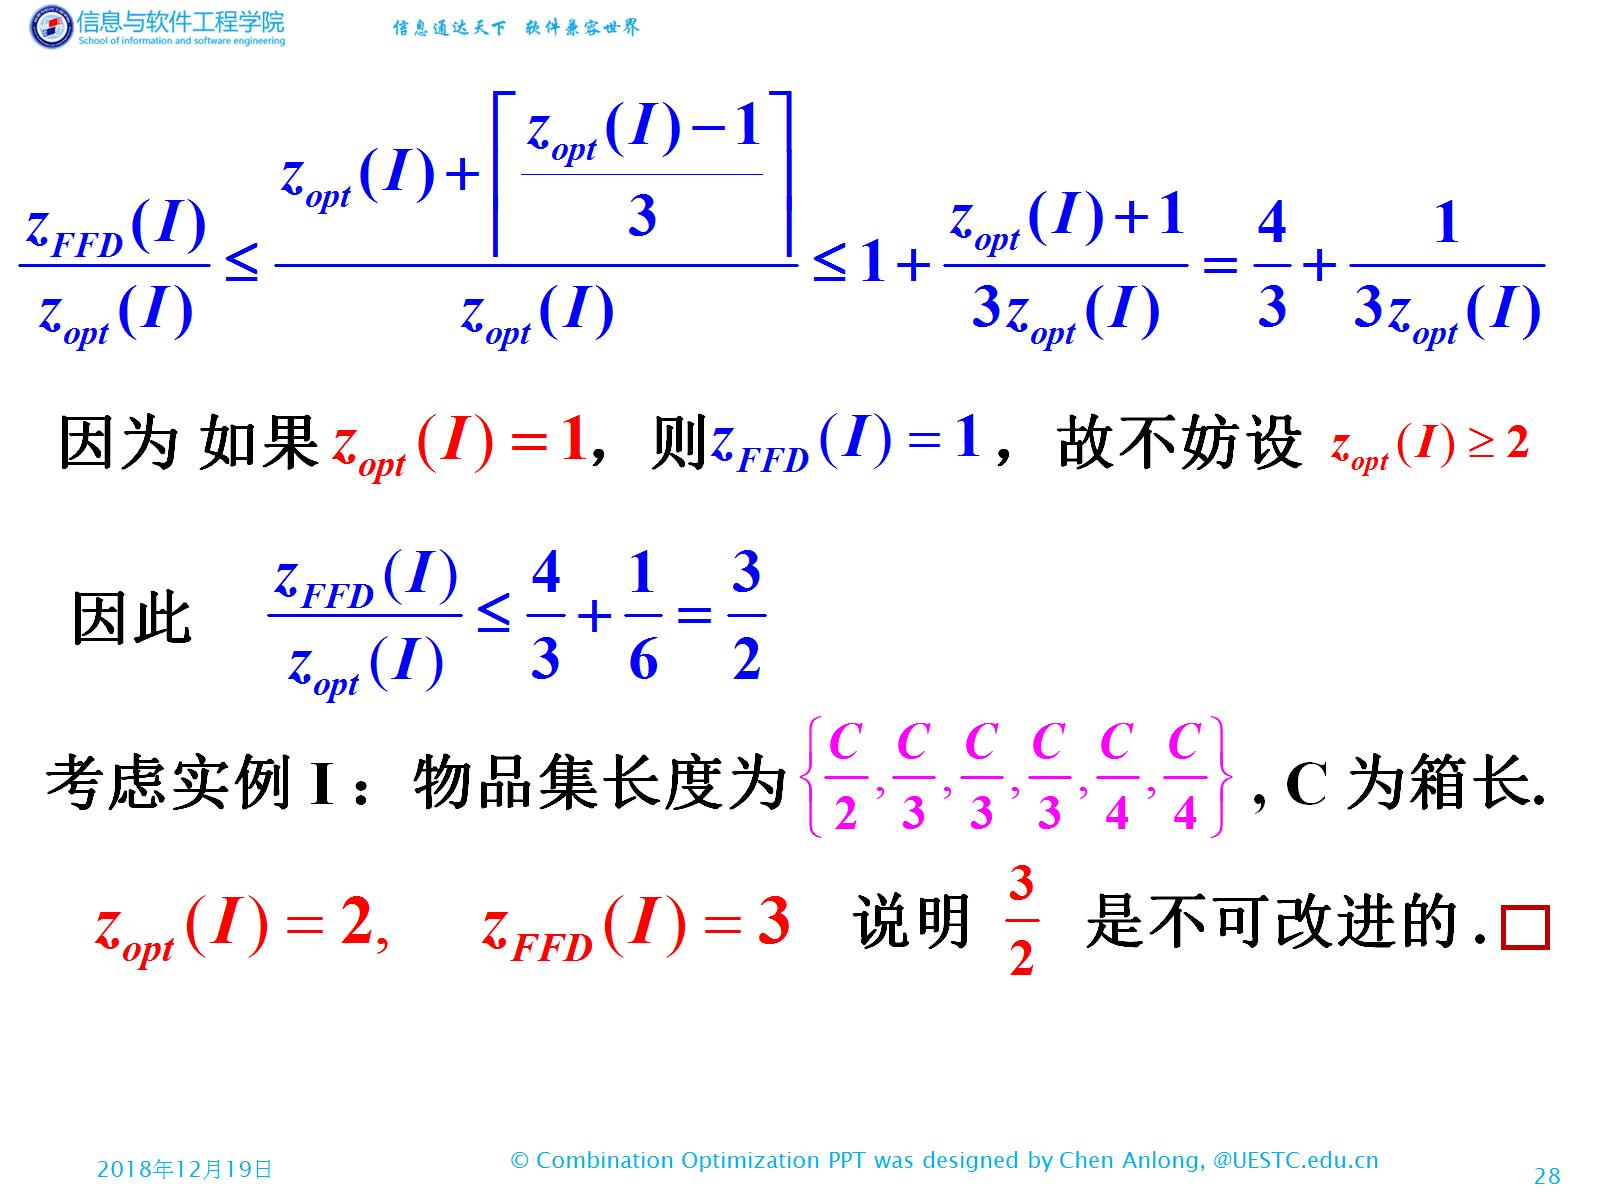 信息与软件工程学院
School of information and software engineering
信息通达天下 软件兼容世界
z_FFD(I)/z_opt(I) ≤ (z_opt(I) + ⌈(z_opt(I) − 1)/3⌉)/z_opt(I) ≤ 1 + (z_opt(I) + 1)/(3z_opt(I)) = 4/3 + 1/(3z_opt(I))
因为 如果 z_opt(I) = 1，则 z_FFD(I) = 1，故不妨设 z_opt(I) ≥ 2
因此 z_FFD(I)/z_opt(I) ≤ 4/3 + 1/6 = 3/2
考虑实例 I：物品集长度为 {C/2, C/3, C/3, C/3, C/4, C/4}, C 为箱长.
z_opt(I) = 2, z_FFD(I) = 3 说明 3/2 是不可改进的. □
2018年12月19日
© Combination Optimization PPT was designed by Chen Anlong, @UESTC.edu.cn
28